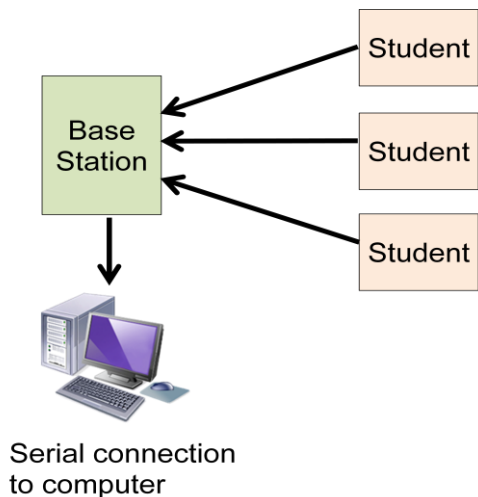 Student
Base
Station
Student
Student
Serial connection
to computer